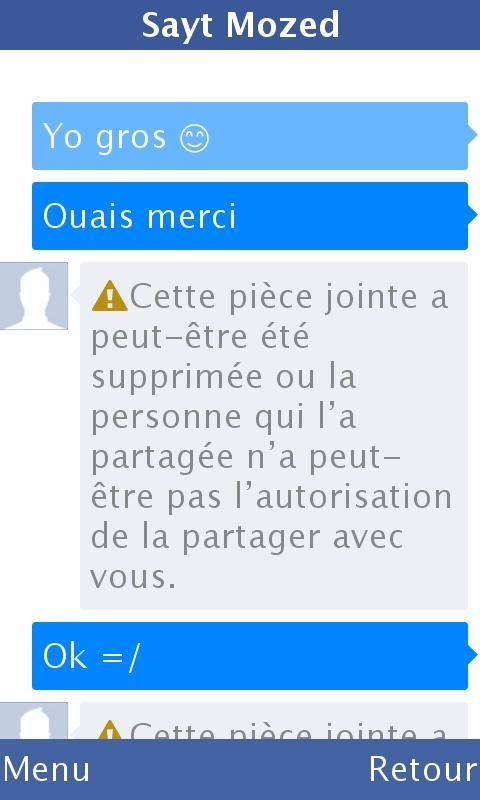 Sayt Mozed
Yo gros 😊
Ouais merci
⚠Cette pièce jointe a
peut-être été
supprimée ou la
personne qui l’a
partagée n’a peut-
être pas l’autorisation
de la partager avec
vous.
Ok =/
⚠Cette pièce jointe a
Menu
Retour